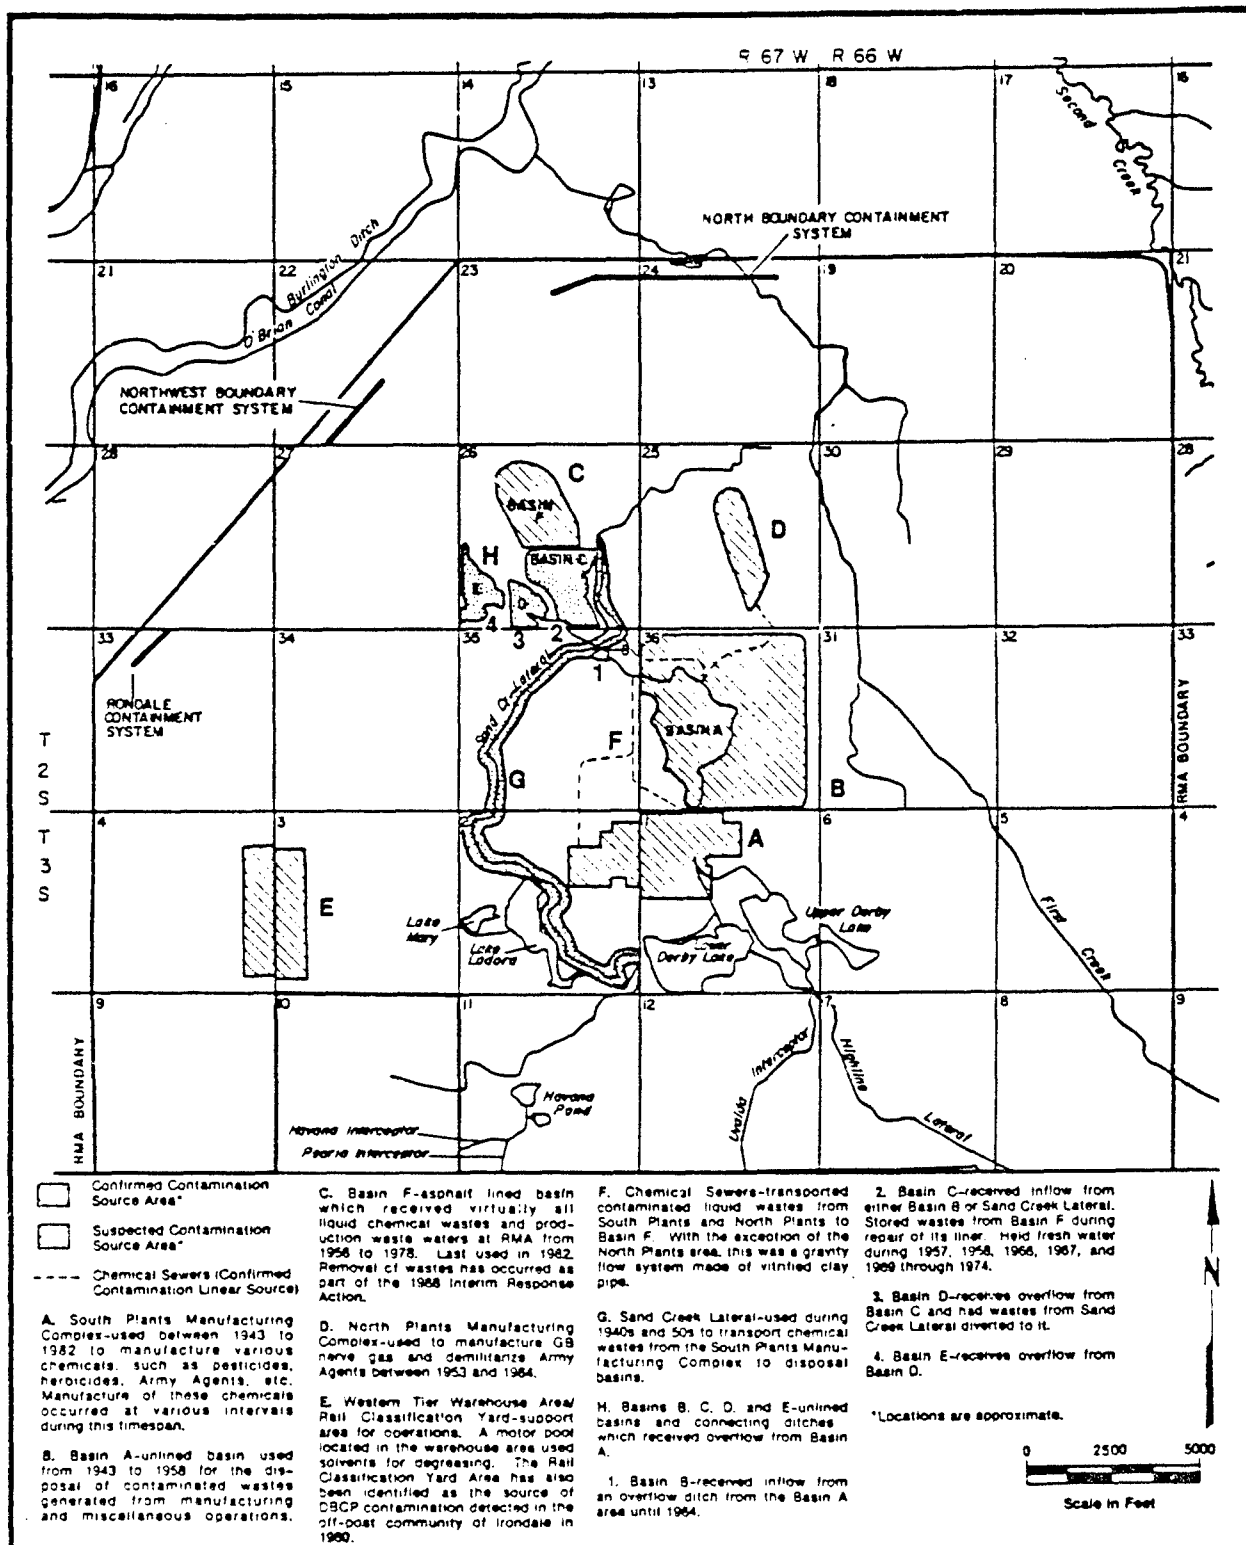 R 67 W R 66 W
16
15
14
13
18
17
16
Second
Creek
NORTH BOUNDARY CONTAINMENT
SYSTEM
21
22
23
24
19
20
21
Burlington Ditch
O'Brian Canal
NORTHWEST BOUNDARY
CONTAINMENT SYSTEM
28
27
26
25
30
29
28
C
BASIN
F
D
H
BASIN C
E
D
4
3
2
33
34
35
36
31
32
33
B
1
Sand Cr. Lateral
IRONDALE
CONTAINMENT
SYSTEM
RMA BOUNDARY
T
2
S
F
BASIN A
G
B
4
3
2
6
5
4
T
3
S
A
E
Lake
Mary
Lake
Ladora
Lower
Derby Lake
Upper Derby
Lake
First
Creek
9
10
11
12
7
8
9
RMA BOUNDARY
Uvalda
Interceptor
Highline
Lateral
Havana
Pond
Havana Interceptor
Peoria Interceptor
Confirmed Contamination
Source Area*
Suspected Contamination
Source Area*
Chemical Sewers (Confirmed
Contamination Linear Source)
A. South Plants Manufacturing
Complex-used between 1943 to
1982 to manufacture various
chemicals, such as pesticides,
herbicides, Army Agents, etc.
Manufacture of these chemicals
occurred at various intervals
during this timespan.
B. Basin A-unlined basin used
from 1943 to 1958 for the dis-
posal of contaminated wastes
generated from manufacturing
and miscellaneous operations.
C. Basin F-asphalt lined basin
which received virtually all
liquid chemical wastes and prod-
uction waste waters at RMA from
1956 to 1978. Last used in 1982.
Removal of wastes has occurred as
part of the 1988 Interim Response
Action.
D. North Plants Manufacturing
Complex-used to manufacture GB
nerve gas and demilitarize Army
Agents between 1953 and 1984.
E. Western Tier Warehouse Area/
Rail Classification Yard-support
area for operations. A motor pool
located in the warehouse area used
solvents for degreasing. The Rail
Classification Yard Area has also
been identified as the source of
DBCP contamination detected in the
off-post community of Irondale in
1980.
F. Chemical Sewers-transported
contaminated liquid wastes from
South Plants and North Plants to
Basin F. With the exception of the
North Plants area, this was a gravity
flow system made of vitrified clay
pipe.
G. Sand Creek Lateral-used during
1940s and 50s to transport chemical
wastes from the South Plants Manu-
facturing Complex to disposal
basins.
H. Basins B, C, D, and E-unlined
basins and connecting ditches
which received overflow from Basin
A.
1. Basin B-received inflow from
an overflow ditch from the Basin A
area until 1964.
2. Basin C-received inflow from
either Basin B or Sand Creek Lateral.
Stored wastes from Basin F during
repair of its liner. Held fresh water
during 1957, 1958, 1966, 1967, and
1969 through 1974.
3. Basin D-receives overflow from
Basin C and had wastes from Sand
Creek Lateral diverted to it.
4. Basin E-receives overflow from
Basin D.
*Locations are approximate.
N
0 2500 5000
Scale in Feet